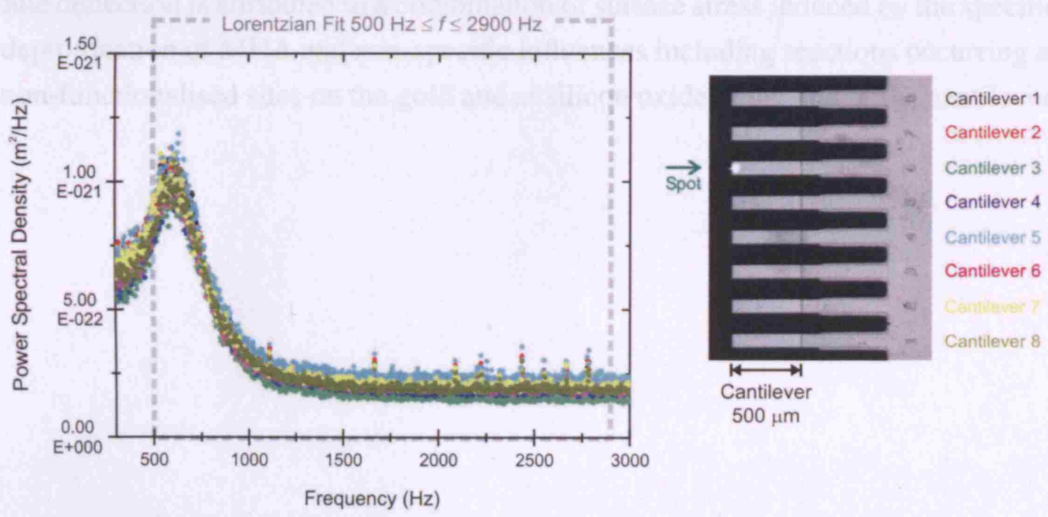 Lorentzian Fit 500 Hz ≤ f ≤ 2900 Hz
Power Spectral Density (m²/Hz)
1.50
E-021
1.00
E-021
5.00
E-022
0.00
E+000
500
1000
1500
2000
2500
3000
Frequency (Hz)
Spot
Cantilever
500 μm
Cantilever 1
Cantilever 2
Cantilever 3
Cantilever 4
Cantilever 5
Cantilever 6
Cantilever 7
Cantilever 8